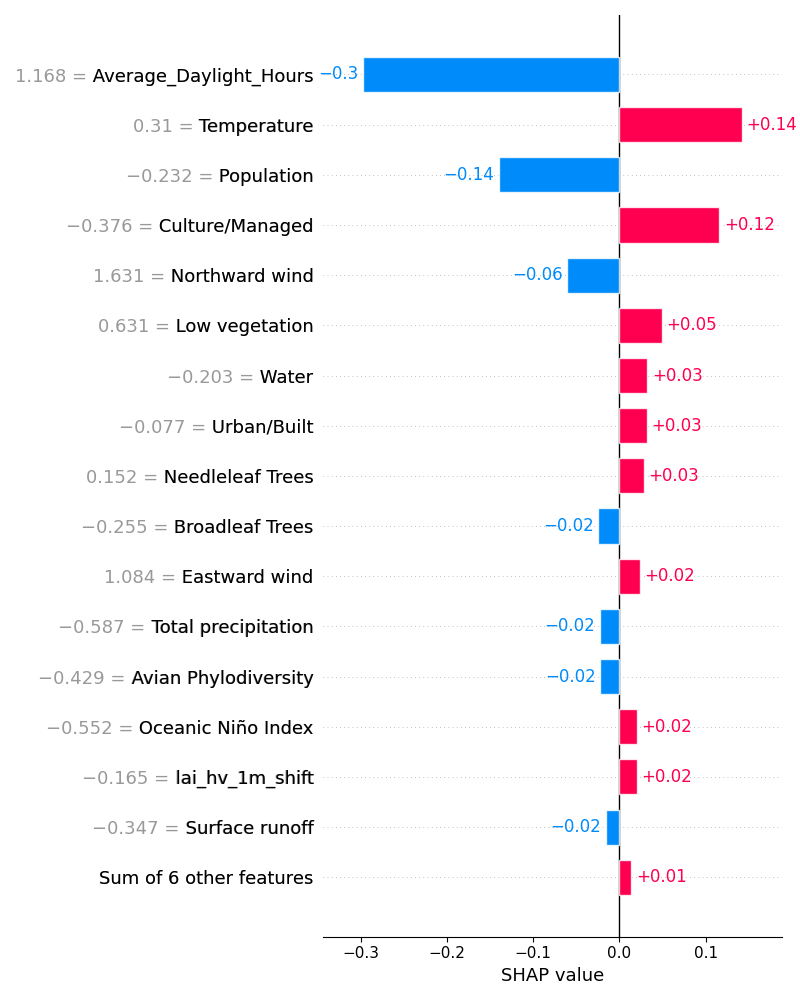 1.168 = Average_Daylight_Hours −0.3
0.31 = Temperature +0.14
−0.232 = Population −0.14
−0.376 = Culture/Managed +0.12
1.631 = Northward wind −0.06
0.631 = Low vegetation +0.05
−0.203 = Water +0.03
−0.077 = Urban/Built +0.03
0.152 = Needleleaf Trees +0.03
−0.255 = Broadleaf Trees −0.02
1.084 = Eastward wind +0.02
−0.587 = Total precipitation −0.02
−0.429 = Avian Phylodiversity −0.02
−0.552 = Oceanic Niño Index +0.02
−0.165 = lai_hv_1m_shift +0.02
−0.347 = Surface runoff −0.02
Sum of 6 other features +0.01
−0.3 −0.2 −0.1 0.0 0.1
SHAP value